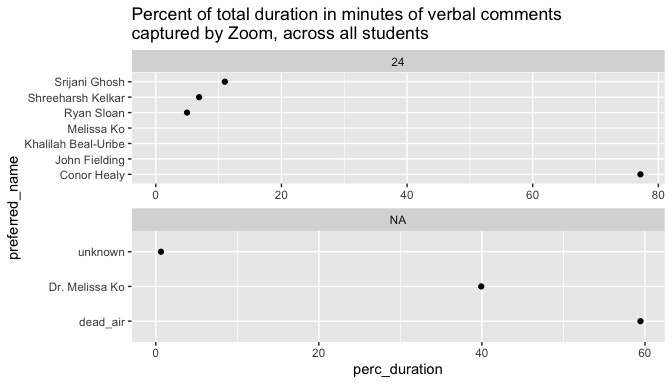 Percent of total duration in minutes of verbal comments
captured by Zoom, across all students
24
Srijani Ghosh
Shreeharsh Kelkar
Ryan Sloan
Melissa Ko
Khalilah Beal-Uribe
John Fielding
Conor Healy
0 20 40 60 80
preferred_name
NA
unknown
Dr. Melissa Ko
dead_air
0 20 40 60
perc_duration